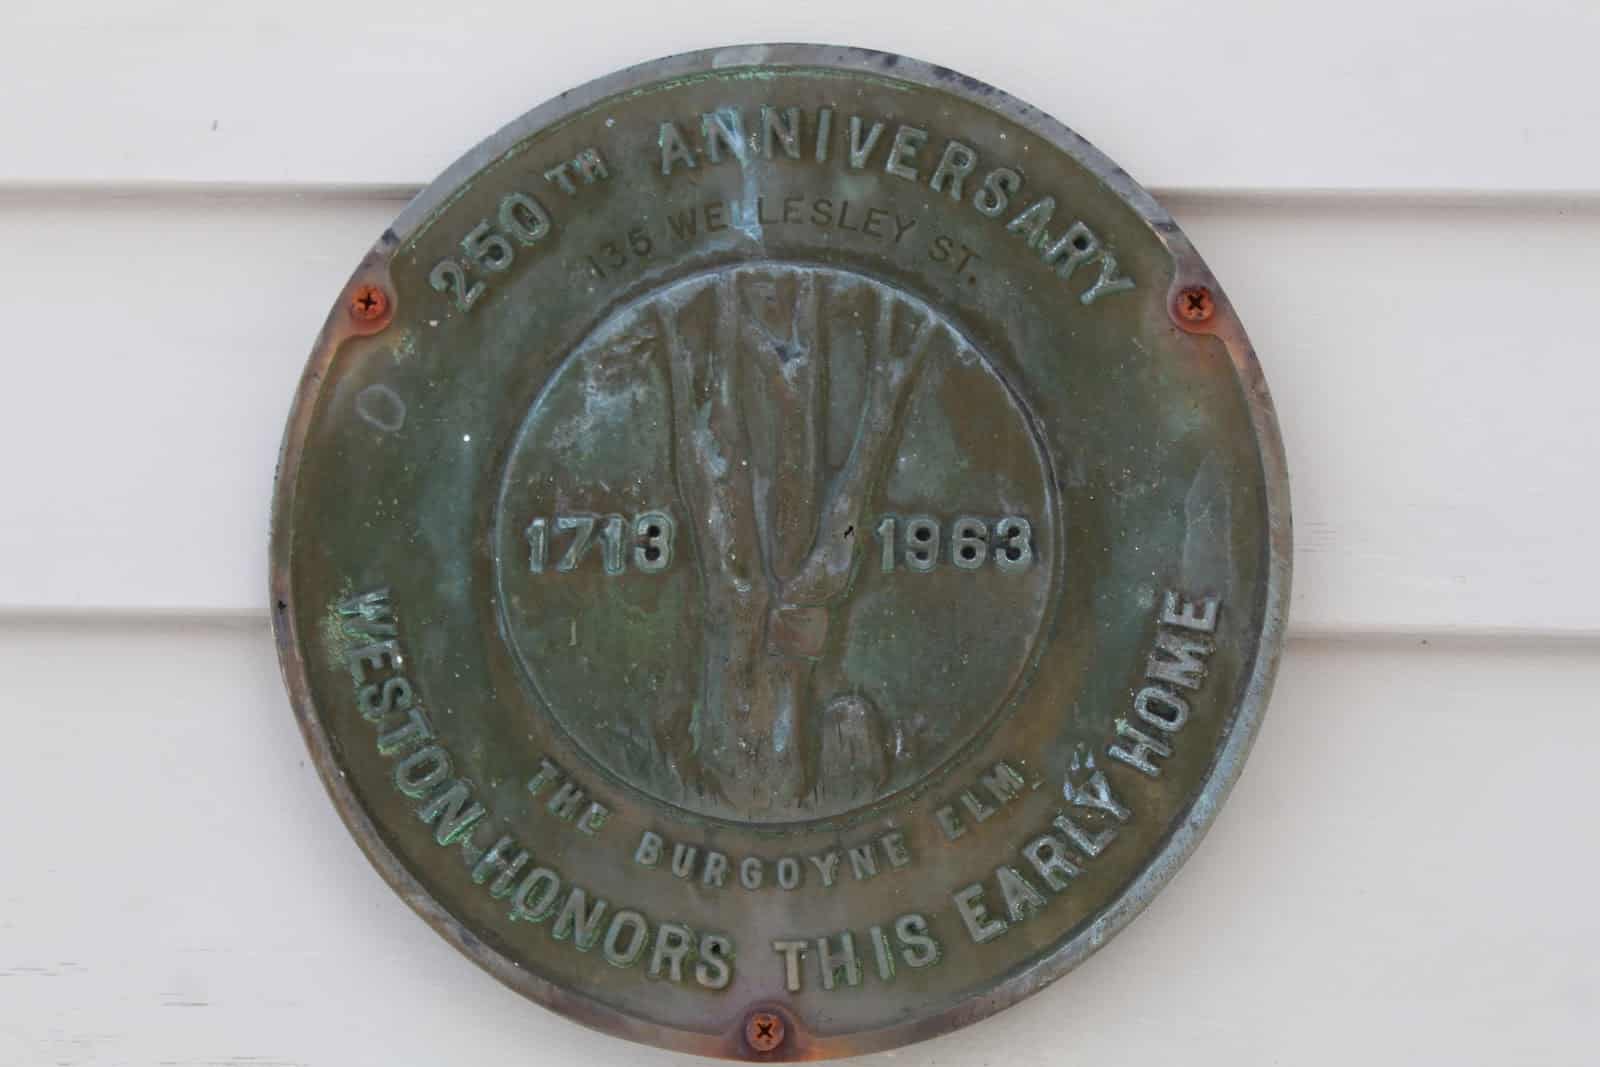 250TH ANNIVERSARY
135 WELLESLEY ST.
1713 1963
THE BURGOYNE ELM.
WESTON HONORS THIS EARLY HOME